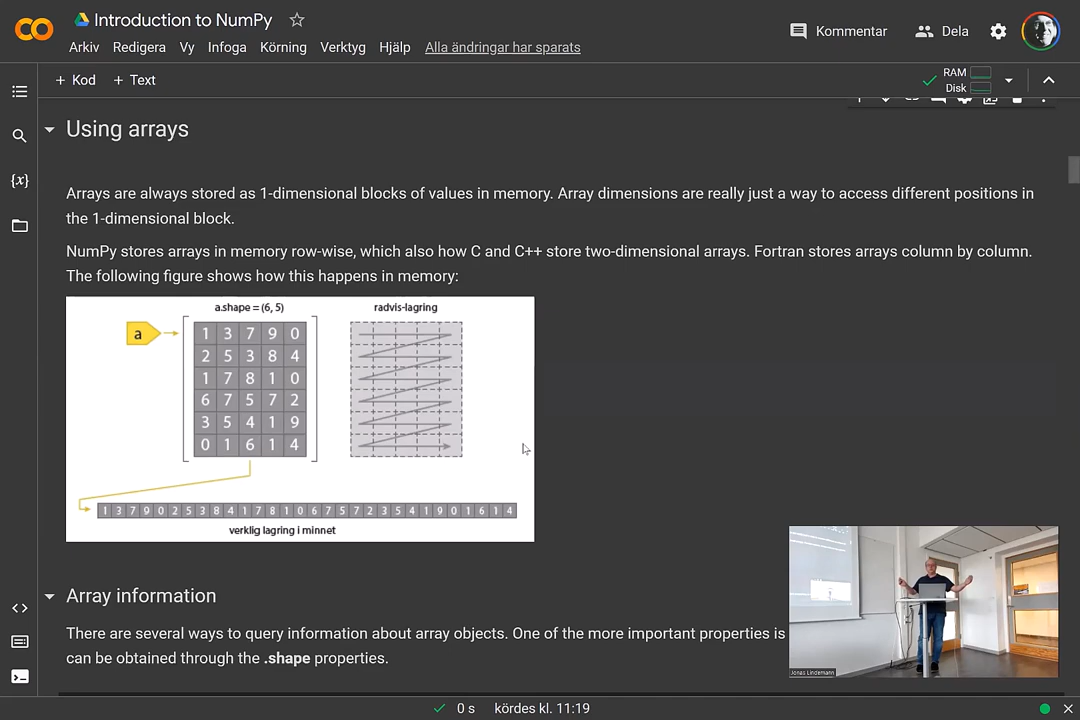 Introduction to NumPy
Arkiv Redigera Vy Infoga Körning Verktyg Hjälp Alla ändringar har sparats
Kommentar Dela
+ Kod + Text
RAM
Disk
Using arrays
{x}
Arrays are always stored as 1-dimensional blocks of values in memory. Array dimensions are really just a way to access different positions in
the 1-dimensional block.
NumPy stores arrays in memory row-wise, which also how C and C++ store two-dimensional arrays. Fortran stores arrays column by column.
The following figure shows how this happens in memory:
a.shape = (6, 5) radvis-lagring
a
1 3 7 9 0
2 5 3 8 4
1 7 8 1 0
6 7 5 7 2
3 5 4 1 9
0 1 6 1 4
1 3 7 9 0 2 5 3 8 4 1 7 8 1 0 6 7 5 7 2 3 5 4 1 9 0 1 6 1 4
verklig lagring i minnet
Array information
There are several ways to query information about array objects. One of the more important properties is
can be obtained through the .shape properties.
Jonas Lindemann
0 s kördes kl. 11:19